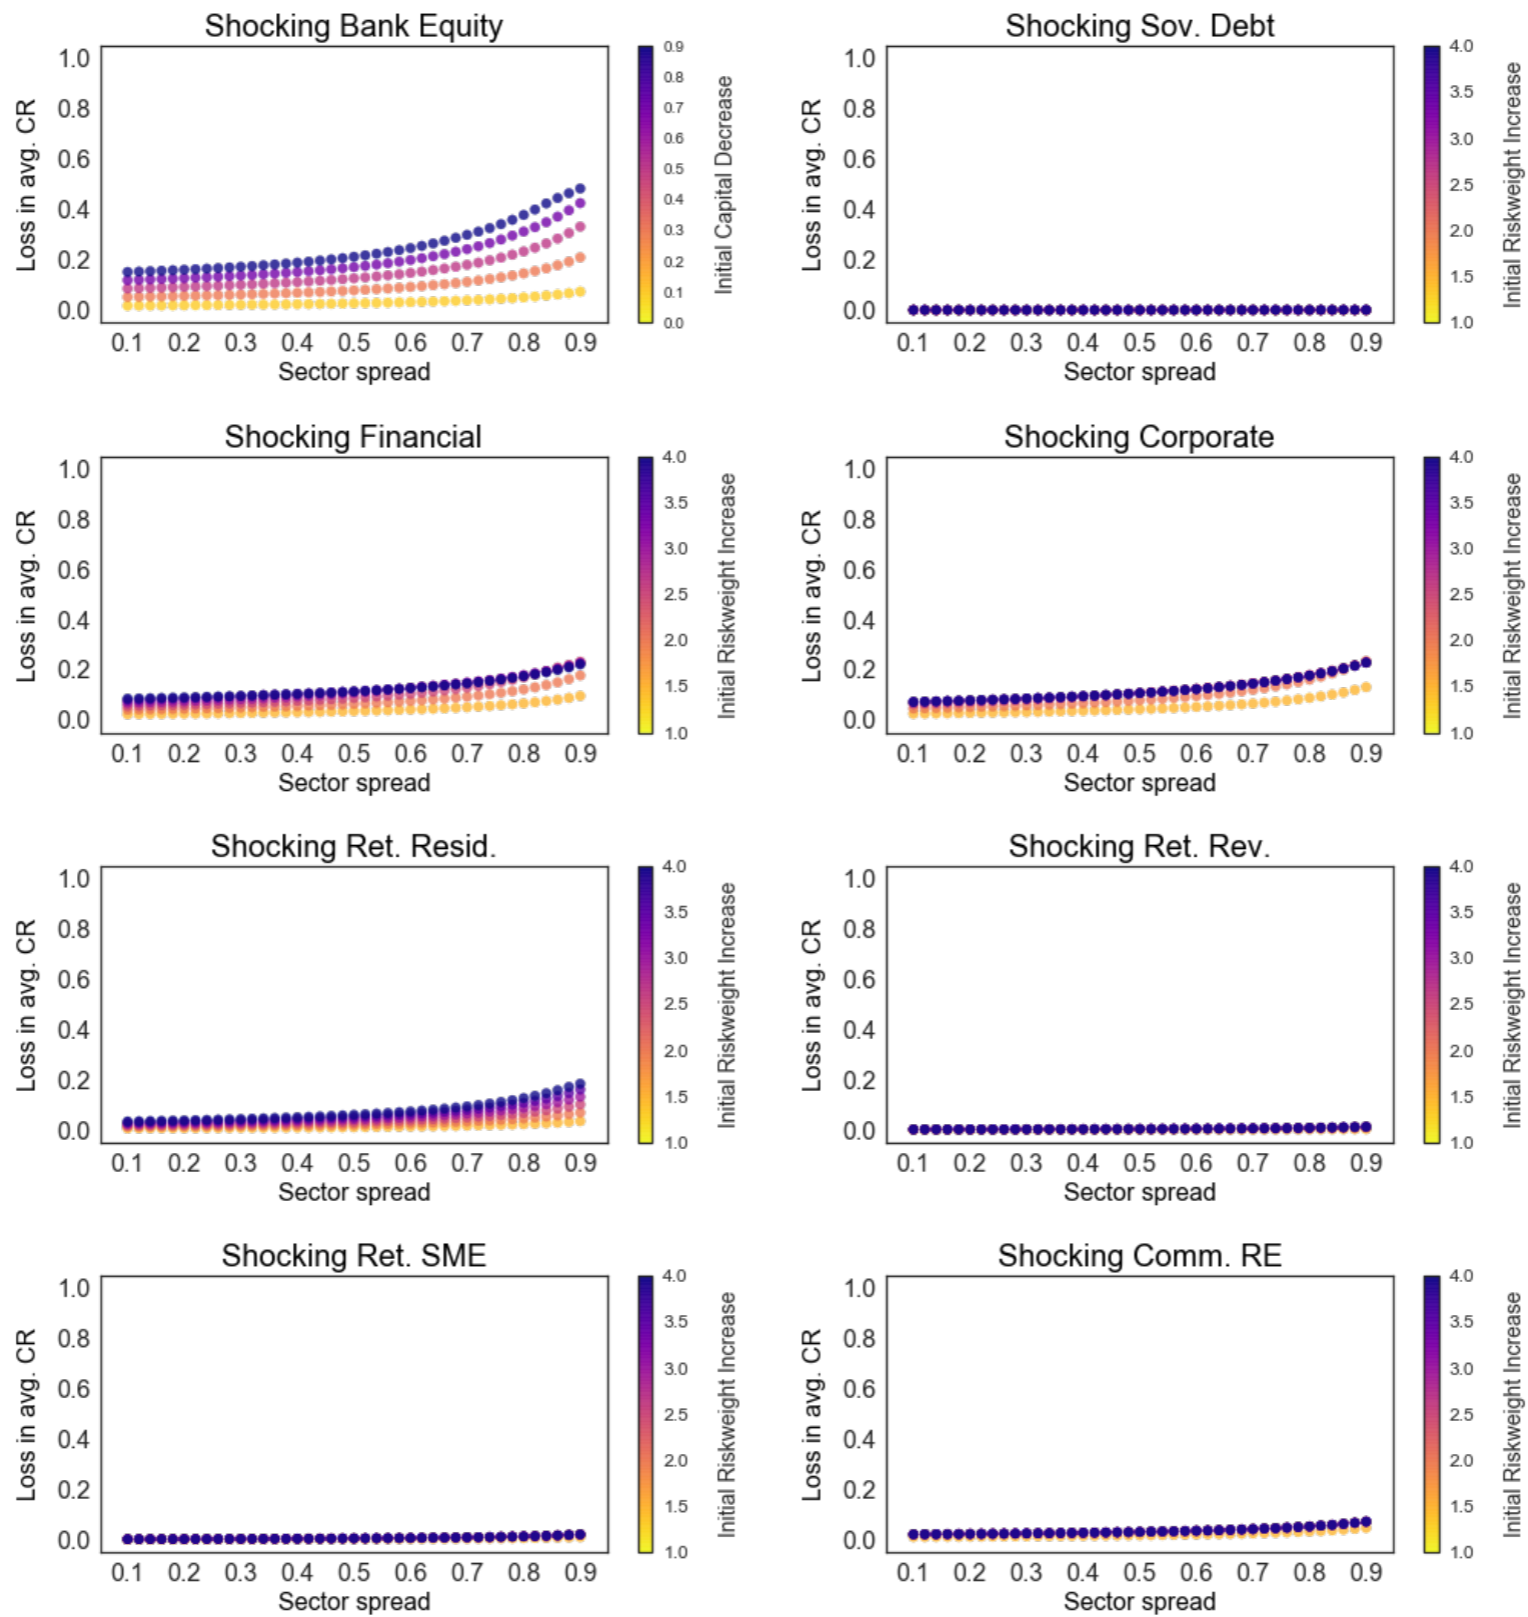 Shocking Bank Equity
1.0
0.8
0.6
0.4
0.2
0.0
Loss in avg. CR
0.1 0.2 0.3 0.4 0.5 0.6 0.7 0.8 0.9
Sector spread
0.9
0.8
0.7
0.6
0.5
0.4
0.3
0.2
0.1
0.0
Initial Capital Decrease
Shocking Sov. Debt
1.0
0.8
0.6
0.4
0.2
0.0
Loss in avg. CR
0.1 0.2 0.3 0.4 0.5 0.6 0.7 0.8 0.9
Sector spread
4.0
3.5
3.0
2.5
2.0
1.5
1.0
Initial Riskweight Increase
Shocking Financial
1.0
0.8
0.6
0.4
0.2
0.0
Loss in avg. CR
0.1 0.2 0.3 0.4 0.5 0.6 0.7 0.8 0.9
Sector spread
4.0
3.5
3.0
2.5
2.0
1.5
1.0
Initial Riskweight Increase
Shocking Corporate
1.0
0.8
0.6
0.4
0.2
0.0
Loss in avg. CR
0.1 0.2 0.3 0.4 0.5 0.6 0.7 0.8 0.9
Sector spread
4.0
3.5
3.0
2.5
2.0
1.5
1.0
Initial Riskweight Increase
Shocking Ret. Resid.
1.0
0.8
0.6
0.4
0.2
0.0
Loss in avg. CR
0.1 0.2 0.3 0.4 0.5 0.6 0.7 0.8 0.9
Sector spread
4.0
3.5
3.0
2.5
2.0
1.5
1.0
Initial Riskweight Increase
Shocking Ret. Rev.
1.0
0.8
0.6
0.4
0.2
0.0
Loss in avg. CR
0.1 0.2 0.3 0.4 0.5 0.6 0.7 0.8 0.9
Sector spread
4.0
3.5
3.0
2.5
2.0
1.5
1.0
Initial Riskweight Increase
Shocking Ret. SME
1.0
0.8
0.6
0.4
0.2
0.0
Loss in avg. CR
0.1 0.2 0.3 0.4 0.5 0.6 0.7 0.8 0.9
Sector spread
4.0
3.5
3.0
2.5
2.0
1.5
1.0
Initial Riskweight Increase
Shocking Comm. RE
1.0
0.8
0.6
0.4
0.2
0.0
Loss in avg. CR
0.1 0.2 0.3 0.4 0.5 0.6 0.7 0.8 0.9
Sector spread
4.0
3.5
3.0
2.5
2.0
1.5
1.0
Initial Riskweight Increase